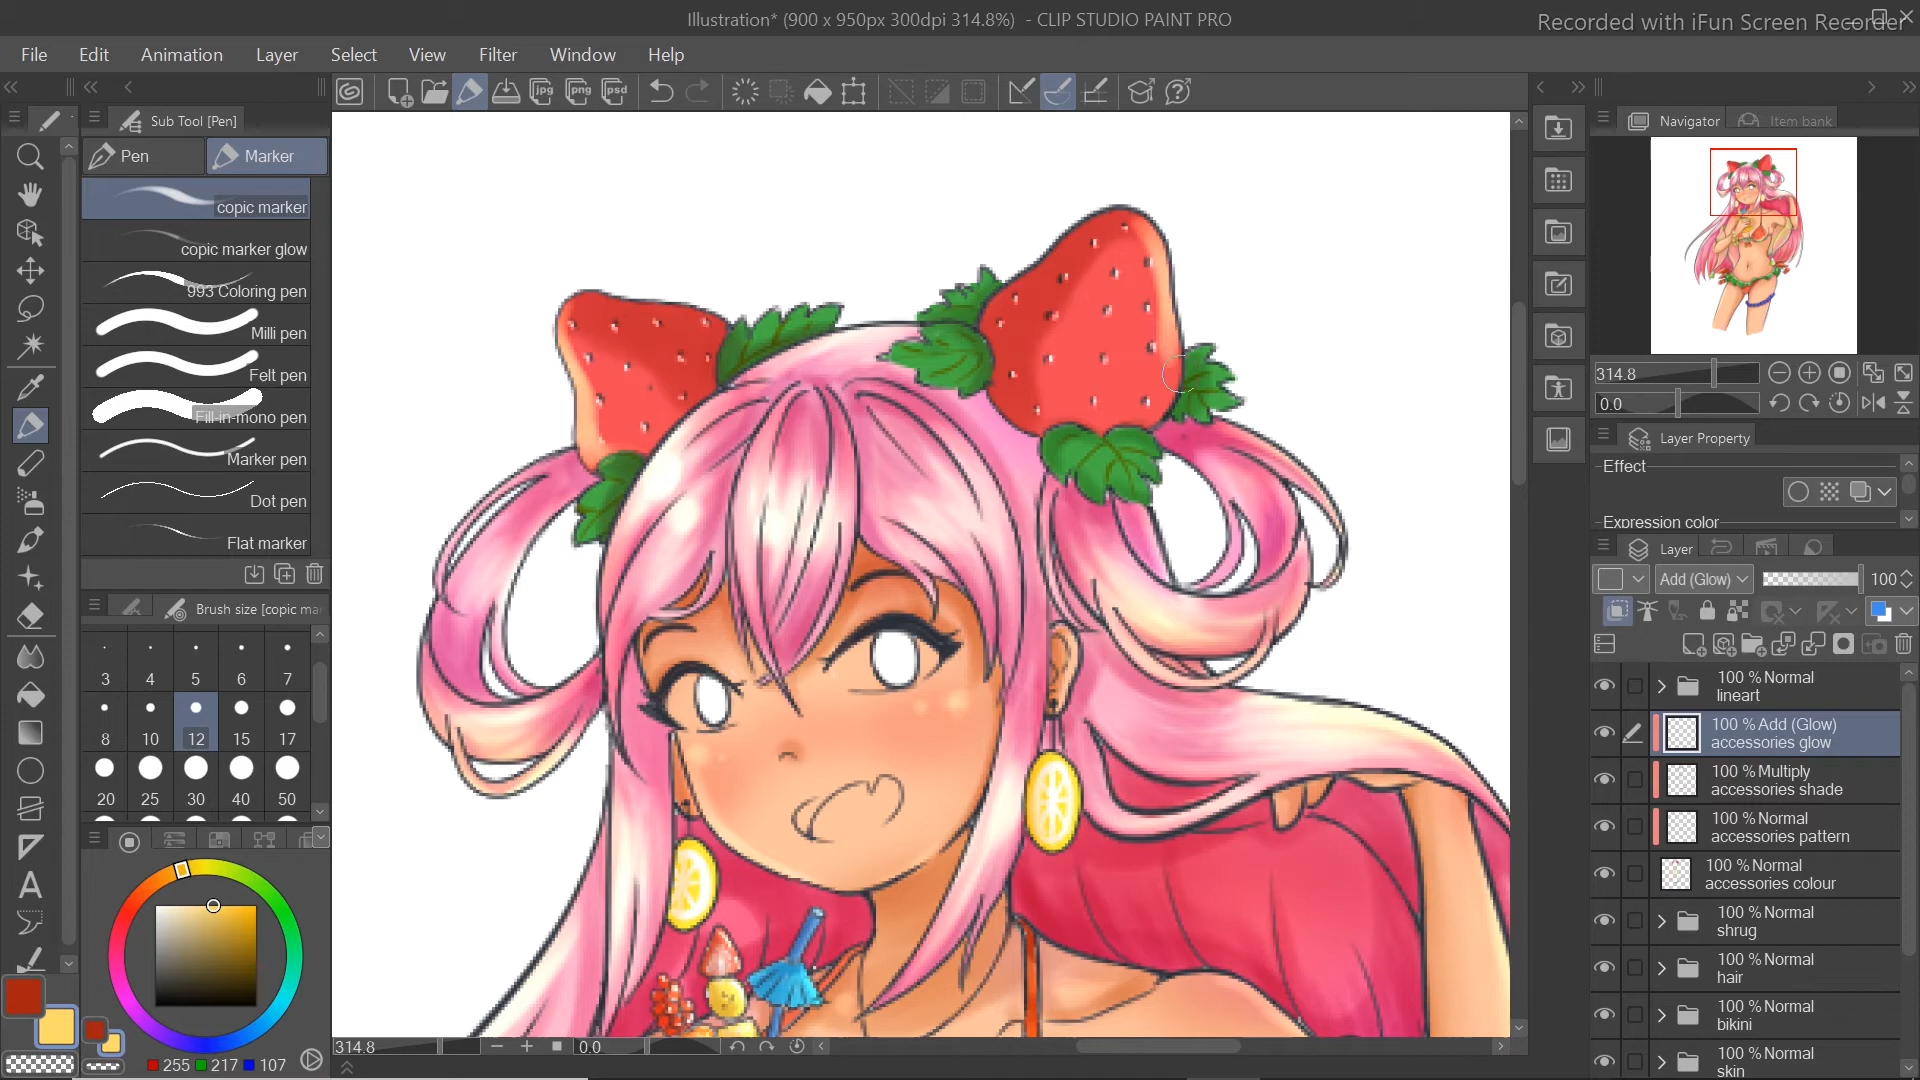 Illustration* (900 x 950px 300dpi 314.8%) - CLIP STUDIO PAINT PRO
Recorded with iFun Screen Recorder
File Edit Animation Layer Select View Filter Window Help
jpg png psd
Sub Tool [Pen]
Navigator Item bank
Pen Marker
copic marker
copic marker glow
993 Coloring pen
Milli pen
Felt pen
Fill-in-mono pen
Marker pen
Dot pen
Flat marker
Brush size [copic ma
3 4 5 6 7
8 10 12 15 17
20 25 30 40 50
255 217 107
314.8 0.0
314.8
0.0
Layer Property
Effect
Expression color
Layer
Add (Glow) 100
100 % Normal
lineart
100 % Add (Glow)
accessories glow
100 % Multiply
accessories shade
100 % Normal
accessories pattern
100 % Normal
accessories colour
100 % Normal
shrug
100 % Normal
hair
100 % Normal
bikini
100 % Normal
skin